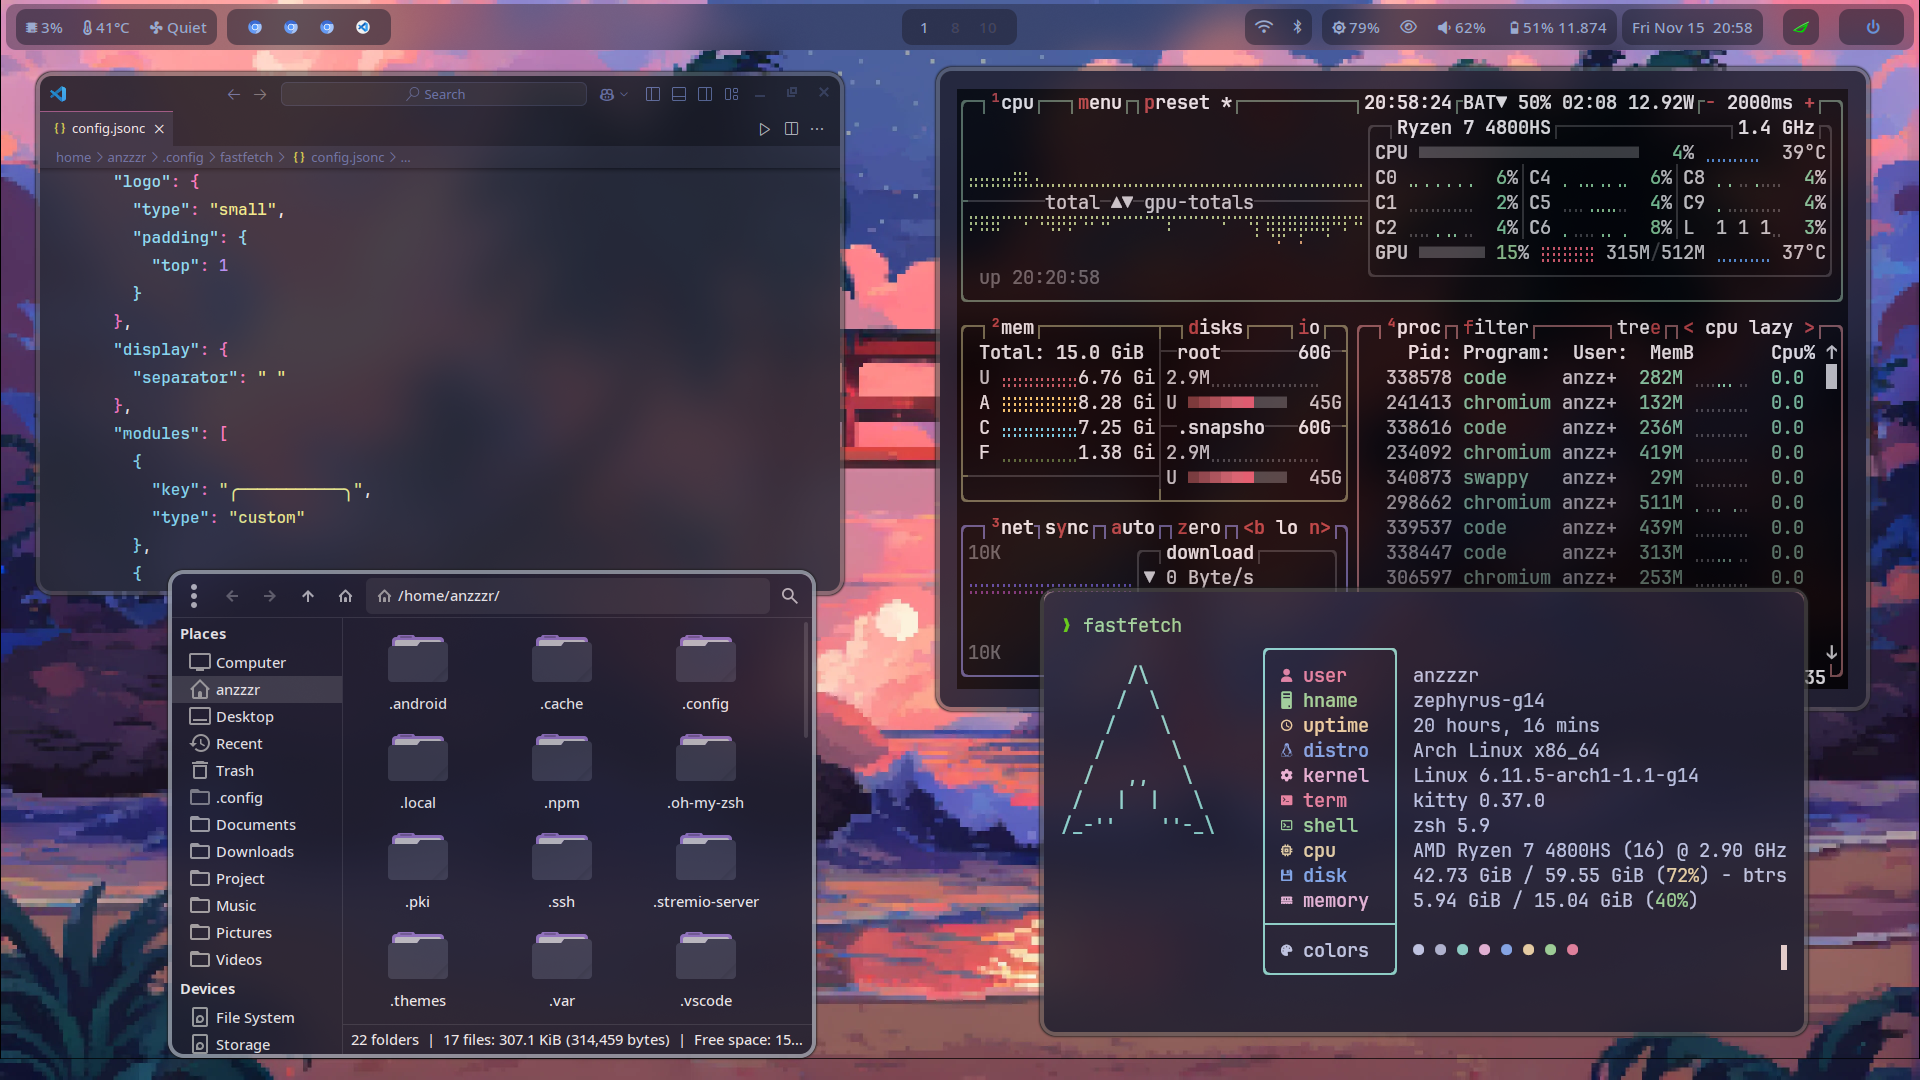 3% 41°C Quiet
1 8 10
79% 62% 51% 11.874 Fri Nov 15 20:58
Search
{} config.jsonc
home > anzzzr > .config > fastfetch > {} config.jsonc > ...
"logo": {
"type": "small",
"padding": {
"top": 1
}
},
"display": {
"separator": " "
},
"modules": [
{
"key": "╭───────────╮",
"type": "custom"
},
{
/home/anzzzr/
Places
Computer
anzzzr
Desktop
Recent
Trash
.config
Documents
Downloads
Project
Music
Pictures
Videos
Devices
File System
Storage
.android .cache .config
.local .npm .oh-my-zsh
.pki .ssh .stremio-server
.themes .var .vscode
22 folders | 17 files: 307.1 KiB (314,459 bytes) | Free space: 15...
1cpu menu preset * 20:58:24 BAT▼ 50% 02:08 12.92W - 2000ms +
Ryzen 7 4800HS 1.4 GHz
CPU 4% 39°C
C0 6% C4 6% C8 4%
C1 2% C5 4% C9 4%
C2 4% C6 8% L 1 1 1 3%
GPU 15% 315M/512M 37°C
total ▲▼ gpu-totals
up 20:20:58
2mem disks io
Total: 15.0 GiB root 60G
U 6.76 Gi 2.9M
A 8.28 Gi U 45G
C 7.25 Gi .snapsho 60G
F 1.38 Gi 2.9M
U 45G
3net sync auto zero <b lo n>
10K download
▼ 0 Byte/s
10K
4proc filter tree < cpu lazy >
Pid: Program: User: MemB Cpu% ↑
338578 code anzz+ 282M 0.0
241413 chromium anzz+ 132M 0.0
338616 code anzz+ 236M 0.0
234092 chromium anzz+ 419M 0.0
340873 swappy anzz+ 29M 0.0
298662 chromium anzz+ 511M 0.0
339537 code anzz+ 439M 0.0
338447 code anzz+ 313M 0.0
306597 chromium anzz+ 253M 0.0
↓
35
❯ fastfetch
user anzzzr
hname zephyrus-g14
uptime 20 hours, 16 mins
distro Arch Linux x86_64
kernel Linux 6.11.5-arch1-1.1-g14
term kitty 0.37.0
shell zsh 5.9
cpu AMD Ryzen 7 4800HS (16) @ 2.90 GHz
disk 42.73 GiB / 59.55 GiB (72%) - btrs
memory 5.94 GiB / 15.04 GiB (40%)
colors